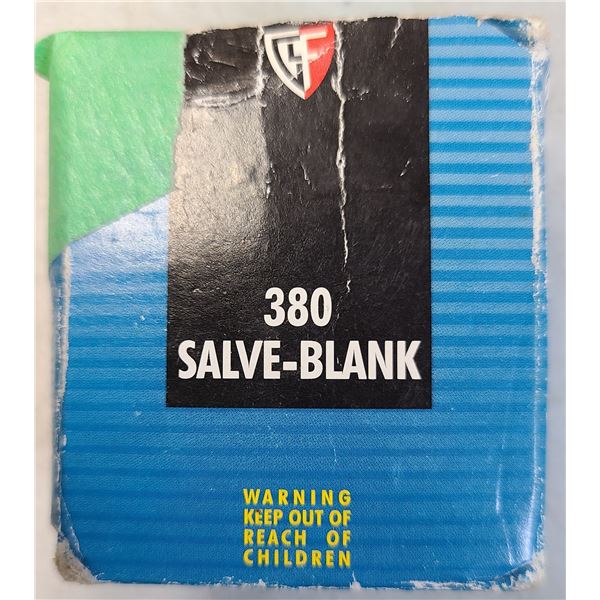 380
SALVE-BLANK
WARNING
KEEP OUT OF
REACH OF
CHILDREN